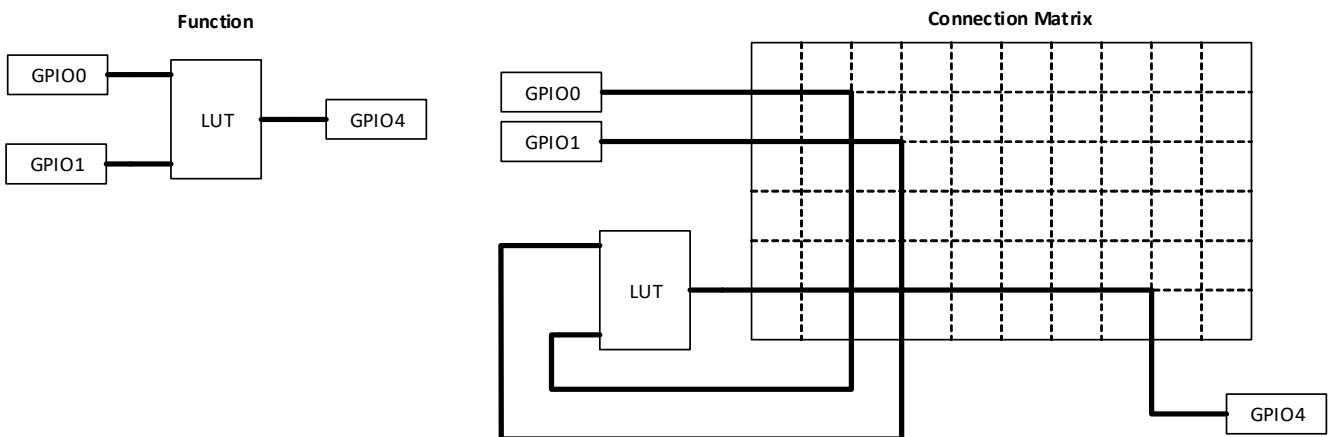 Function
GPIO0
LUT
GPIO4
GPIO1
Connection Matrix
GPIO0
GPIO1
LUT
GPIO4